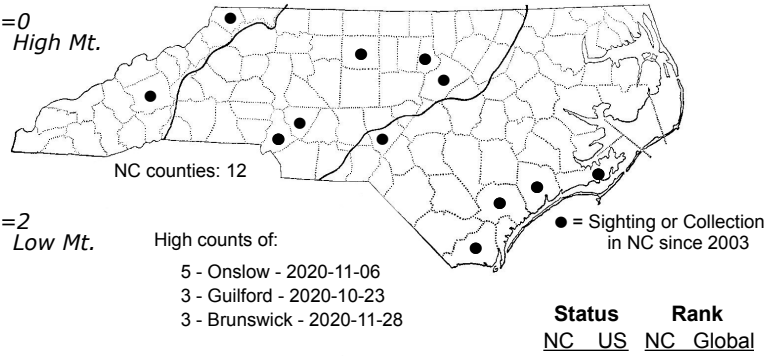 =0
High Mt.
NC counties: 12
=2
Low Mt.
High counts of:
5 - Onslow - 2020-11-06
3 - Guilford - 2020-10-23
3 - Brunswick - 2020-11-28
● = Sighting or Collection
in NC since 2003
Status Rank
NC US NC Global